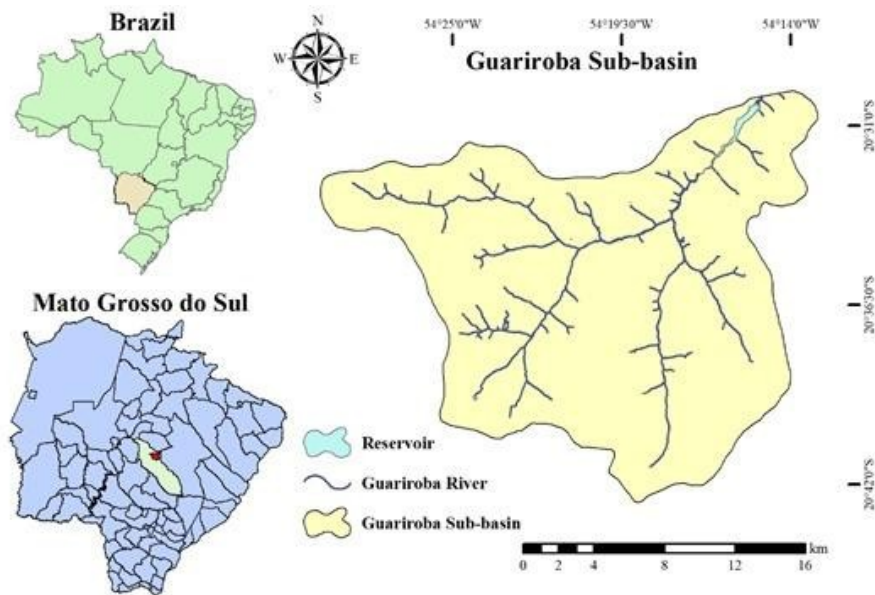 Brazil
N
W
E
S
54°25'0"W
54°19'30"W
54°14'0"W
Guariroba Sub-basin
20°31'0"S
20°36'30"S
20°42'0"S
Mato Grosso do Sul
Reservoir
Guariroba River
Guariroba Sub-basin
km
0 1 2 4 8 12 16